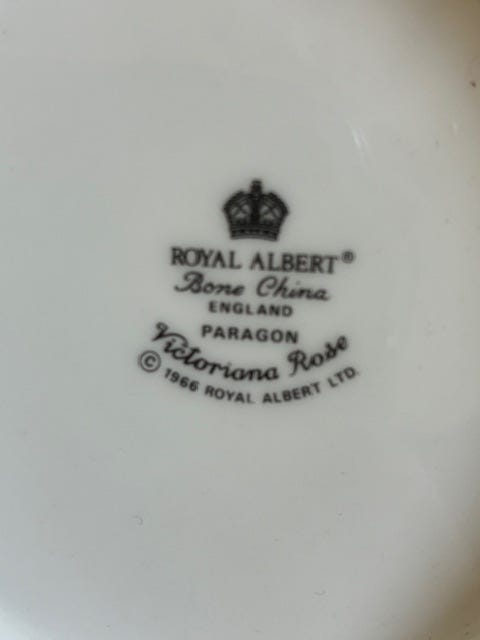 ROYAL ALBERT®
Bone China
ENGLAND
PARAGON
Victoriana Rose
© 1966 ROYAL ALBERT LTD.